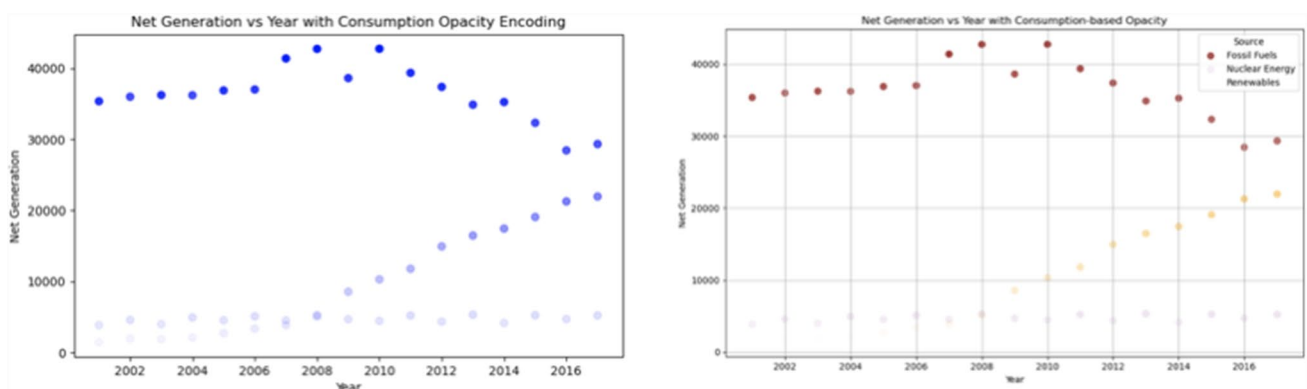 Net Generation vs Year with Consumption Opacity Encoding
40000
30000
20000
10000
0
Net Generation
2002 2004 2006 2008 2010 2012 2014 2016
Year
Net Generation vs Year with Consumption-based Opacity
Source
Fossil Fuels
Nuclear Energy
Renewables
40000
30000
20000
10000
0
Net Generation
2002 2004 2006 2008 2010 2012 2014 2016
Year